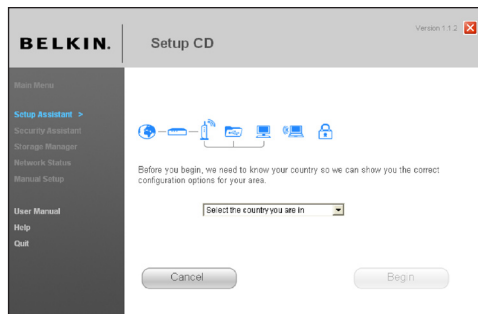 BELKIN.
Setup CD
Version 1.1.2
Main Menu
Setup Assistant >
Security Assistant
Storage Manager
Network Status
Manual Setup
User Manual
Help
Quit
Before you begin, we need to know your country so we can show you the correct
configuration options for your area.
Select the country you are in
Cancel
Begin